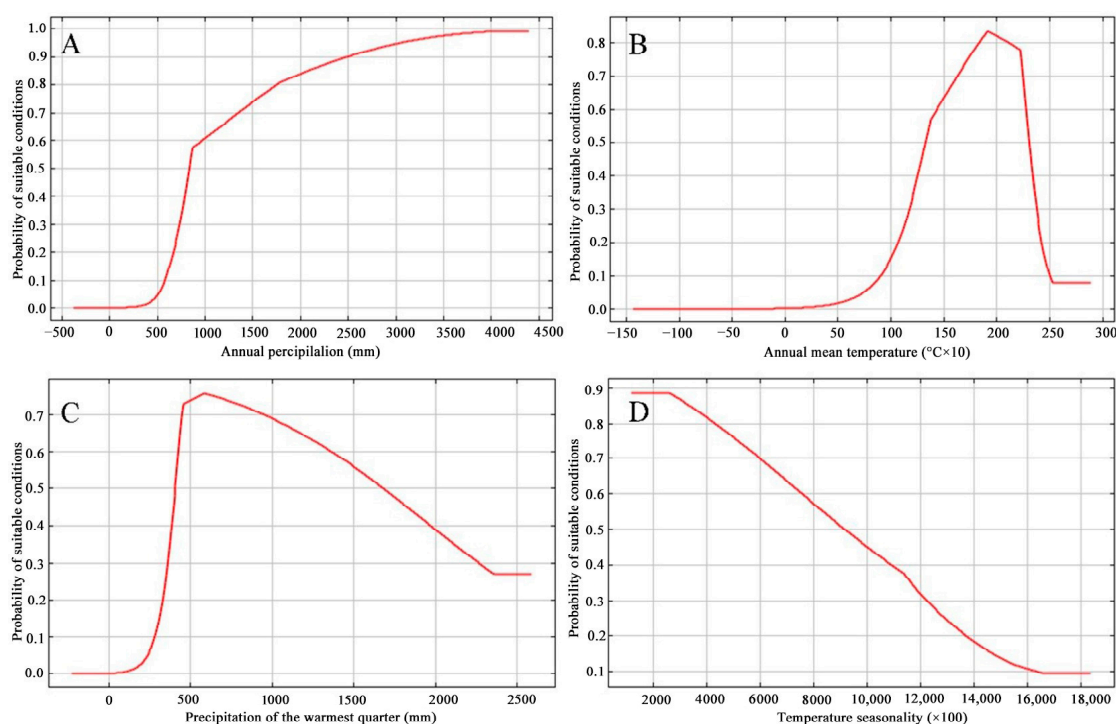 A
Probability of suitable conditions
1.0
0.9
0.8
0.7
0.6
0.5
0.4
0.3
0.2
0.1
0.0
−500 0 500 1000 1500 2000 2500 3000 3500 4000 4500
Annual percipilation (mm)
B
Probability of suitable conditions
0.8
0.7
0.6
0.5
0.4
0.3
0.2
0.1
0.0
−150 −100 −50 0 50 100 150 200 250 300
Annual mean temperature (°C×10)
C
Probability of suitable conditions
0.7
0.6
0.5
0.4
0.3
0.2
0.1
0.0
0 500 1000 1500 2000 2500
Precipitation of the warmest quarter (mm)
D
Probability of suitable conditions
0.9
0.8
0.7
0.6
0.5
0.4
0.3
0.2
0.1
2000 4000 6000 8000 10,000 12,000 14,000 16,000 18,000
Temperature seasonality (×100)